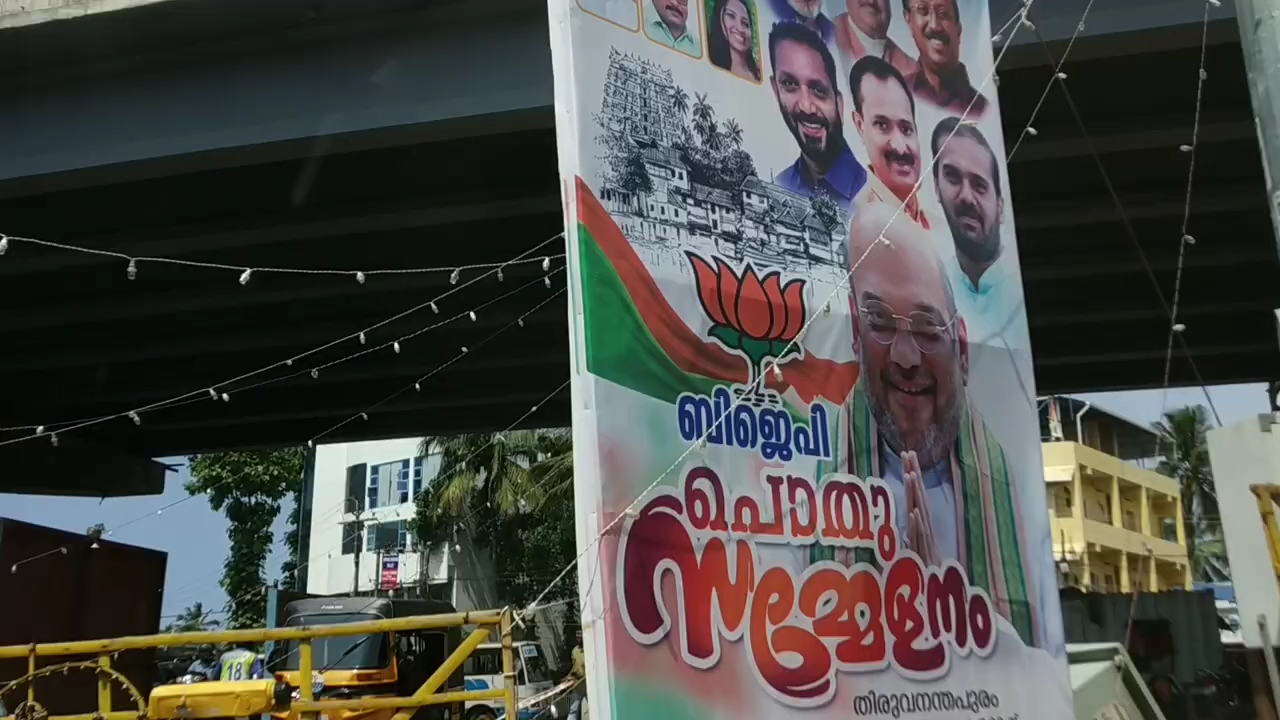 ബിജെപി
പൊതു
സമ്മേളനം
തിരുവനന്തപുരം